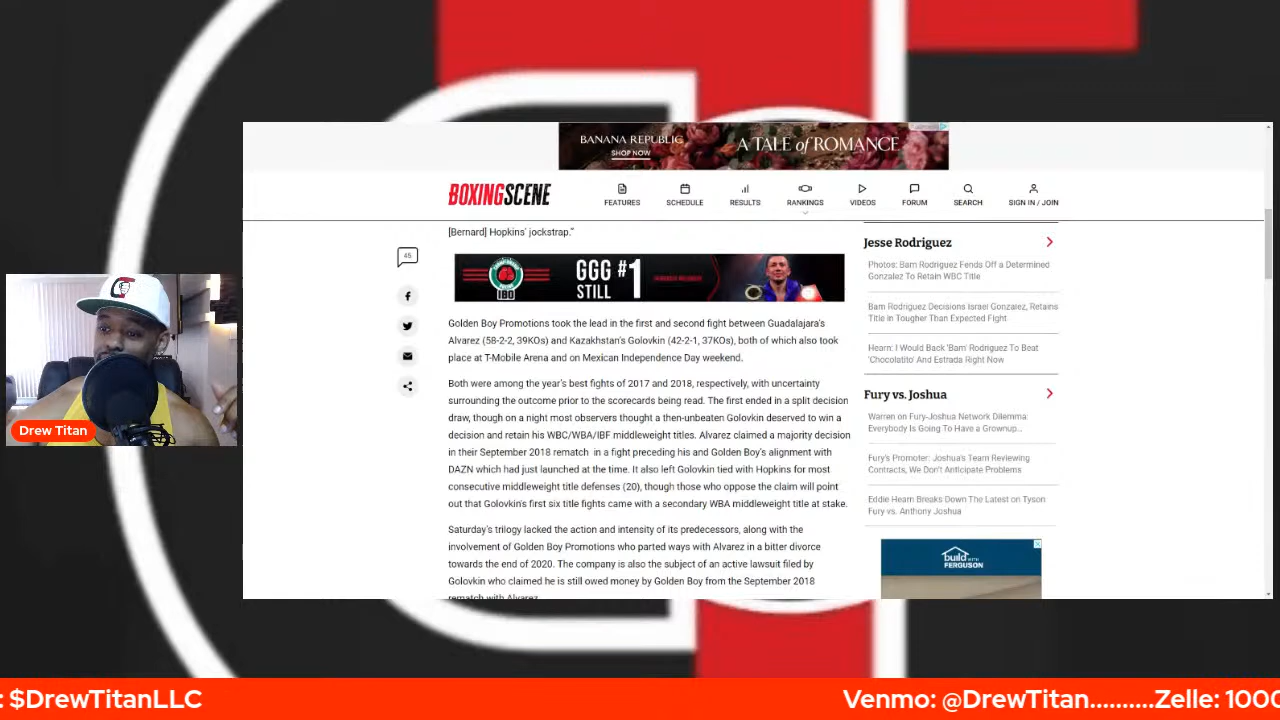 BANANA REPUBLIC
SHOP NOW
A TALE of ROMANCE
BOXINGSCENE
FEATURES
SCHEDULE
RESULTS
RANKINGS
VIDEOS
FORUM
SEARCH
SIGN IN / JOIN
[Bernard] Hopkins' jockstrap."
45
IBO
GGG #1
STILL
Golden Boy Promotions took the lead in the first and second fight between Guadalajara's
Alvarez (58-2-2, 39KOs) and Kazakhstan's Golovkin (42-2-1, 37KOs), both of which also took
place at T-Mobile Arena and on Mexican Independence Day weekend.
Both were among the year's best fights of 2017 and 2018, respectively, with uncertainty
surrounding the outcome prior to the scorecards being read. The first ended in a split decision
draw, though on a night most observers thought a then-unbeaten Golovkin deserved to win a
decision and retain his WBC/WBA/IBF middleweight titles. Alvarez claimed a majority decision
in their September 2018 rematch in a fight preceding his and Golden Boy's alignment with
DAZN which had just launched at the time. It also left Golovkin tied with Hopkins for most
consecutive middleweight title defenses (20), though those who oppose the claim will point
out that Golovkin's first six title fights came with a secondary WBA middleweight title at stake.
Saturday's trilogy lacked the action and intensity of its predecessors, along with the
involvement of Golden Boy Promotions who parted ways with Alvarez in a bitter divorce
towards the end of 2020. The company is also the subject of an active lawsuit filed by
Golovkin who claimed he is still owed money by Golden Boy from the September 2018
rematch with Alvarez.
Jesse Rodriguez
Photos: Bam Rodriguez Fends Off a Determined
Gonzalez To Retain WBC Title
Bam Rodriguez Decisions Israel Gonzalez, Retains
Title in Tougher Than Expected Fight
Hearn: I Would Back 'Bam' Rodriguez To Beat
'Chocolatito' And Estrada Right Now
Fury vs. Joshua
Warren on Fury-Joshua Network Dilemma:
Everybody Is Going To Have a Grownup...
Fury's Promoter: Joshua's Team Reviewing
Contracts, We Don't Anticipate Problems
Eddie Hearn Breaks Down The Latest on Tyson
Fury vs. Anthony Joshua
build with
FERGUSON
Drew Titan
: $DrewTitanLLC
Venmo: @DrewTitan..........Zelle: 1000